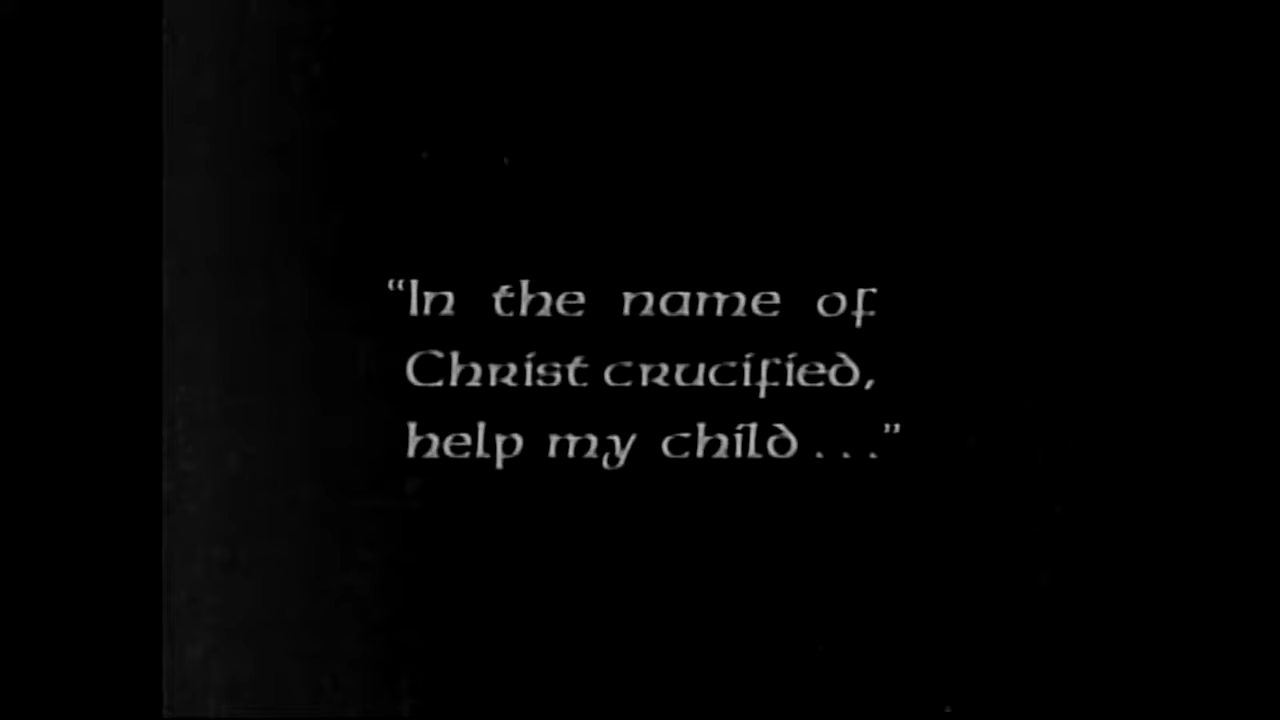 “In the name of
Christ crucified,
help my child . . .”